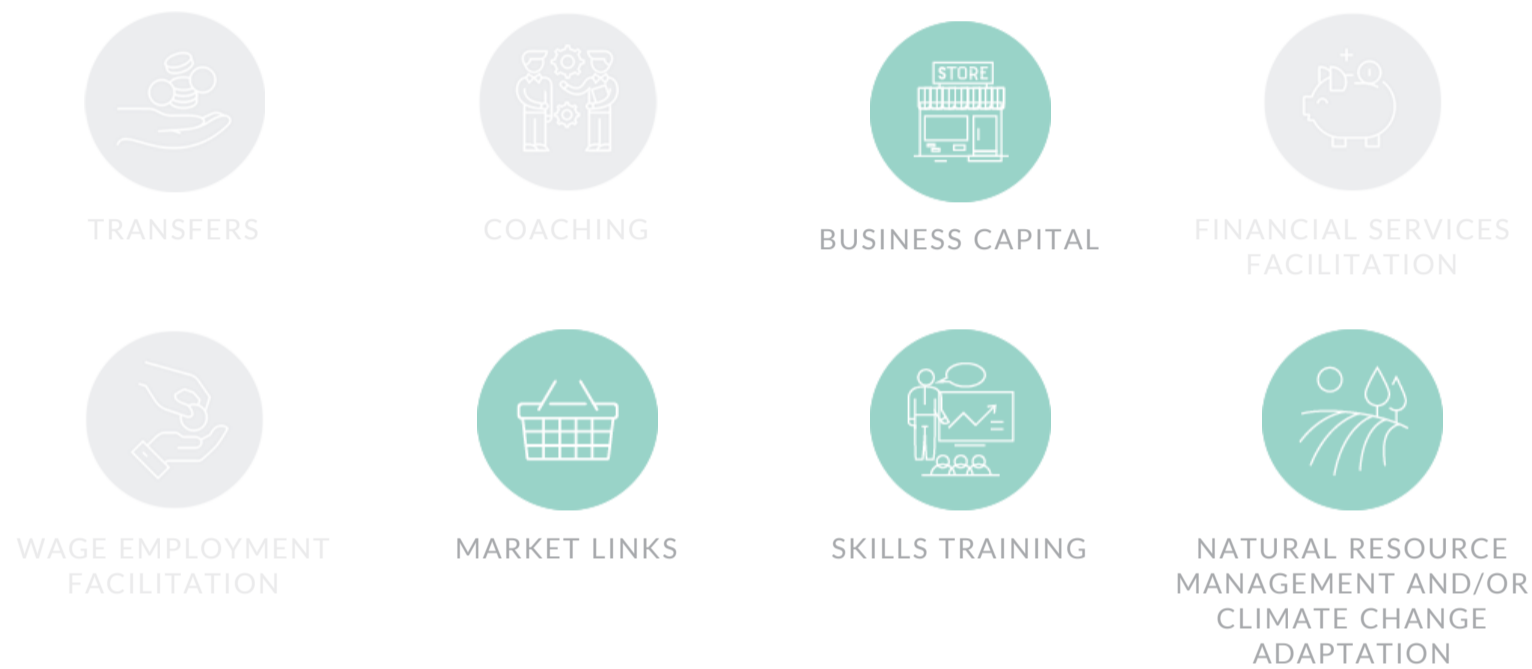 STORE
TRANSFERS
COACHING
BUSINESS CAPITAL
FINANCIAL SERVICES
FACILITATION
WAGE EMPLOYMENT
FACILITATION
MARKET LINKS
SKILLS TRAINING
NATURAL RESOURCE
MANAGEMENT AND/OR
CLIMATE CHANGE
ADAPTATION